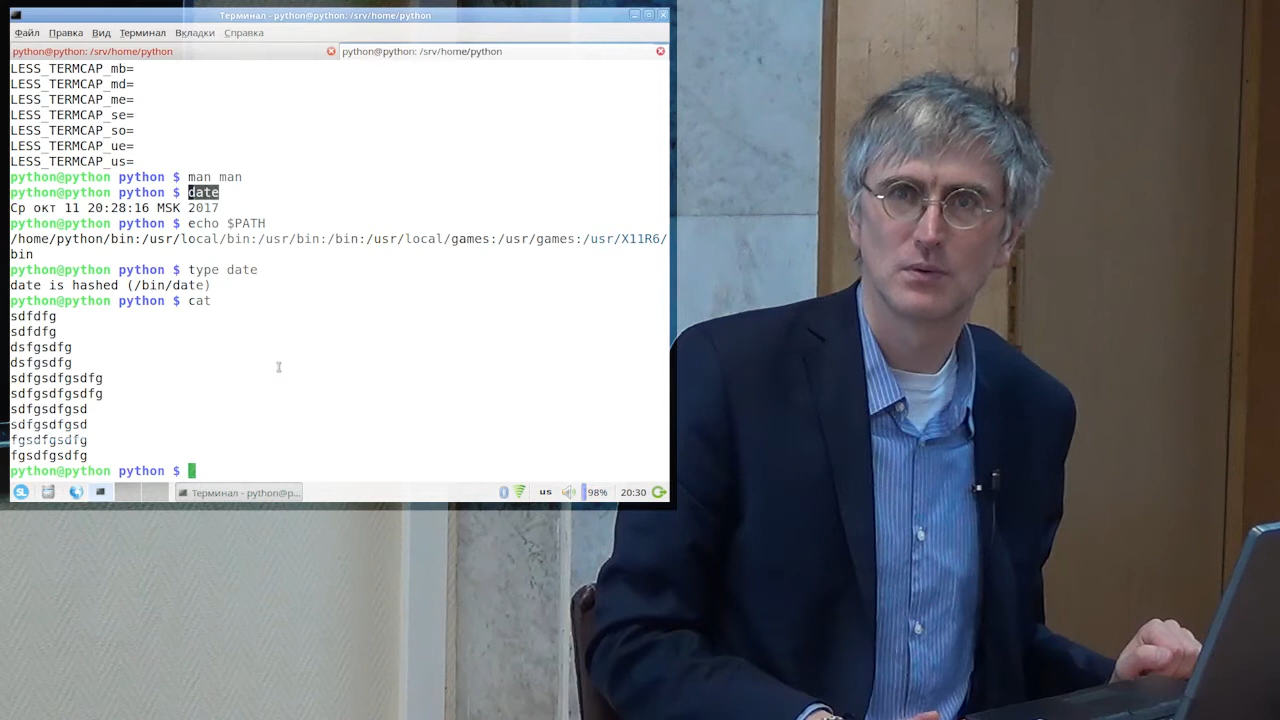 Терминал - python@python: /srv/home/python
Файл Правка Вид Терминал Вкладки Справка
python@python: /srv/home/python python@python: /srv/home/python
LESS_TERMCAP_mb=
LESS_TERMCAP_md=
LESS_TERMCAP_me=
LESS_TERMCAP_se=
LESS_TERMCAP_so=
LESS_TERMCAP_ue=
LESS_TERMCAP_us=
python@python python $ man man
python@python python $ date
Ср окт 11 20:28:16 MSK 2017
python@python python $ echo $PATH
/home/python/bin:/usr/local/bin:/usr/bin:/bin:/usr/local/games:/usr/games:/usr/X11R6/
bin
python@python python $ type date
date is hashed (/bin/date)
python@python python $ cat
sdfdfg
sdfdfg
dsfgsdfg
dsfgsdfg
sdfgsdfgsdfg
sdfgsdfgsdfg
sdfgsdfgsd
sdfgsdfgsd
fgsdfgsdfg
fgsdfgsdfg
python@python python $
SL Терминал - python@p... us 98% 20:30